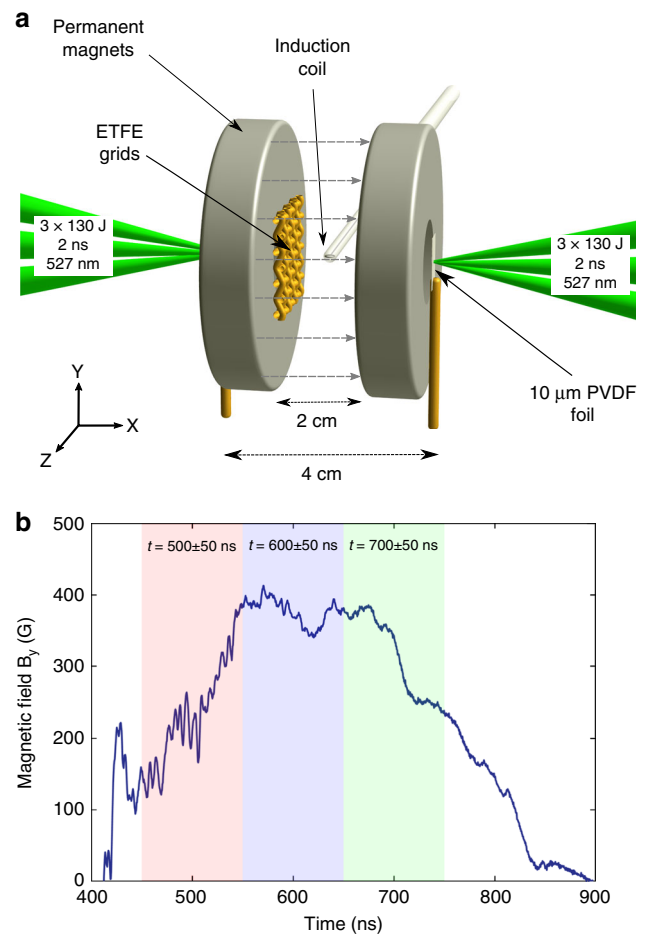 a
Permanent
magnets
Induction
coil
ETFE
grids
3 × 130 J
2 ns
527 nm
3 × 130 J
2 ns
527 nm
10 μm PVDF
foil
2 cm
4 cm
Y
X
Z
b
t = 500±50 ns
t = 600±50 ns
t = 700±50 ns
500
400
300
200
100
0
Magnetic field By (G)
400
500
600
700
800
900
Time (ns)